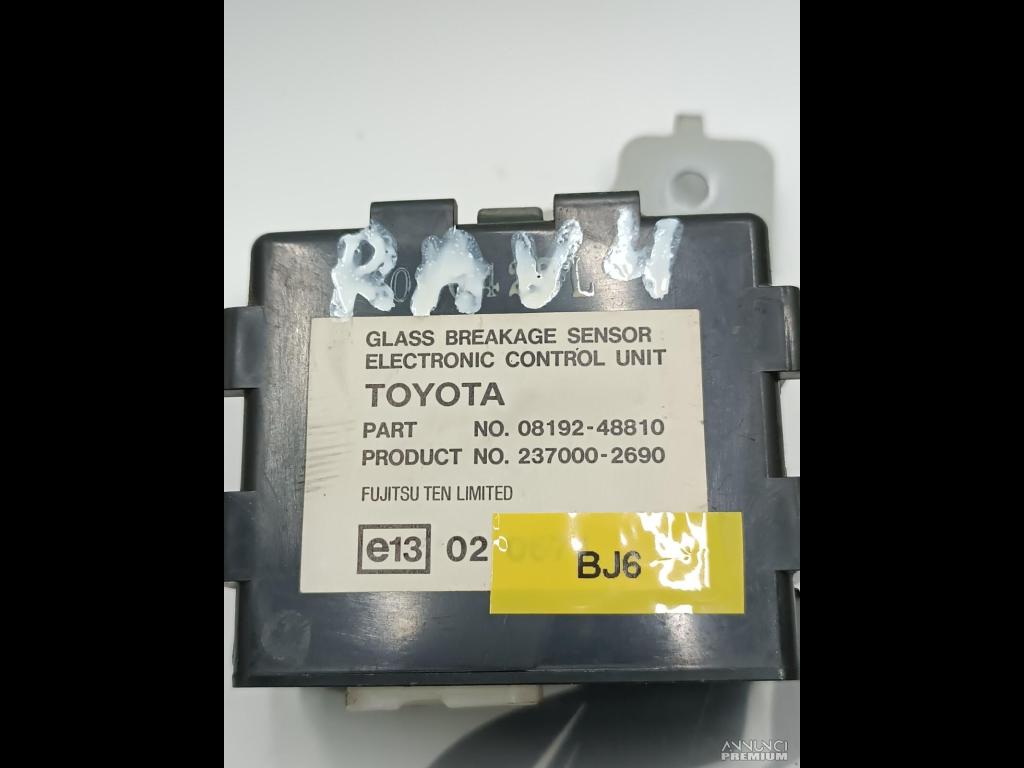 RAV4
GLASS BREAKAGE SENSOR
ELECTRONIC CONTROL UNIT
TOYOTA
PART NO. 08192-48810
PRODUCT NO. 237000-2690
FUJITSU TEN LIMITED
e13 02
BJ6
ANNUNCI
PREMIUM